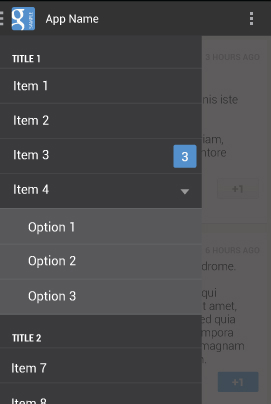 g SAMPLE App Name
TITLE 1
3 HOURS AGO
Item 1
nis iste
Item 2
iam,
Item 3 3
ntore
Item 4
+1
Option 1
6 HOURS AGO
Option 2
drome.
Option 3
qui
t amet,
ed quia
TITLE 2
mpora
magnam
Item 7
+1
Item 8